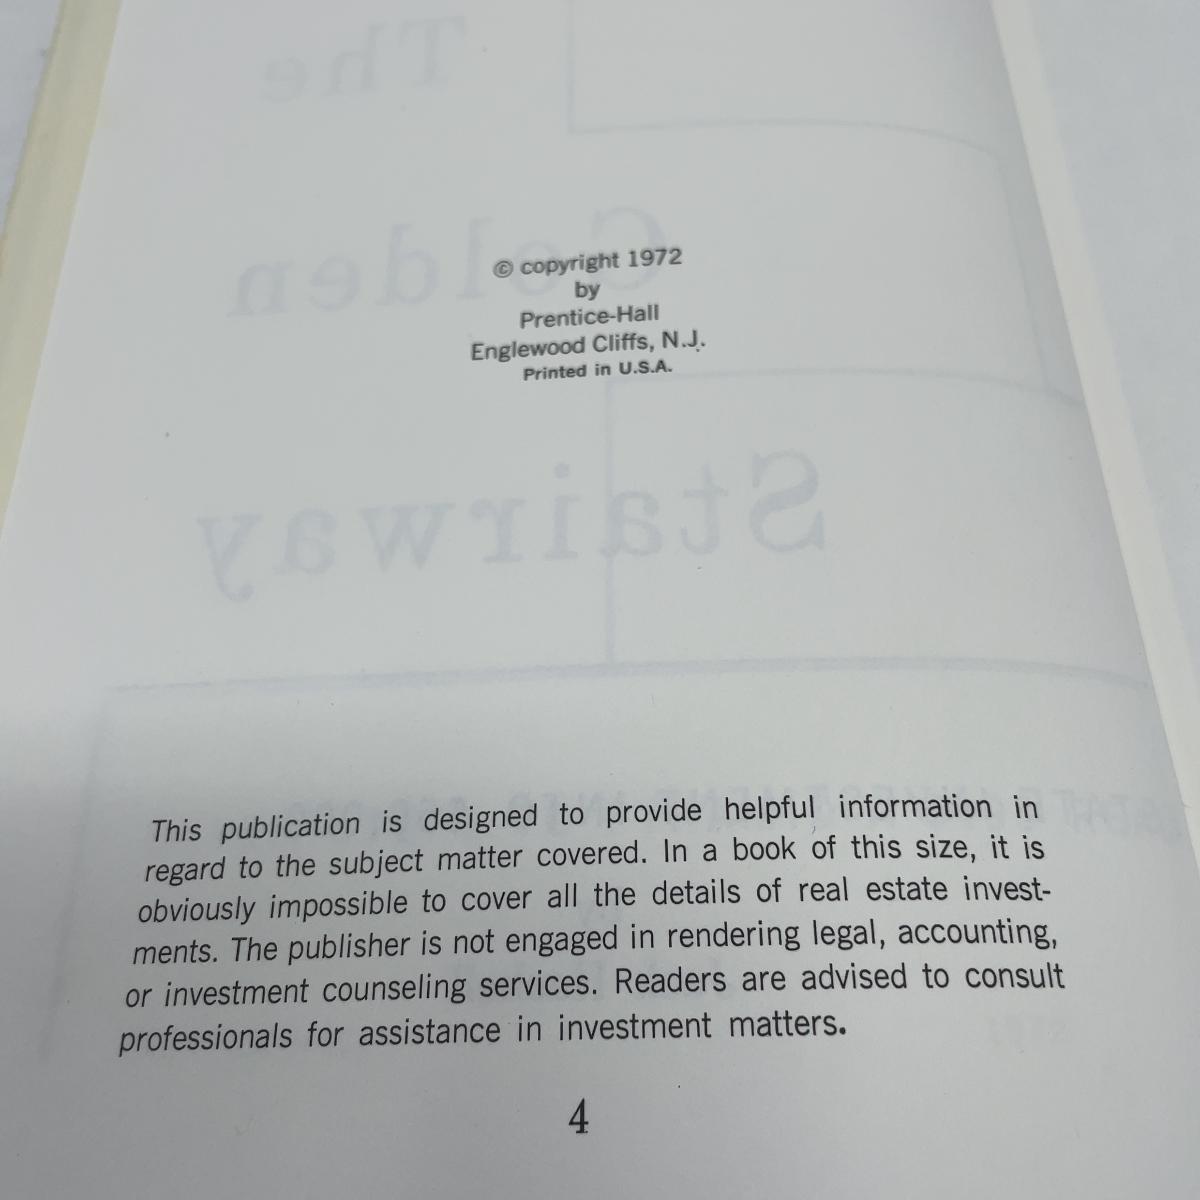 The
Golden
© copyright 1972
by
Prentice-Hall
Englewood Cliffs, N.J.
Printed in U.S.A.
Stairway
This publication is designed to provide helpful information in
regard to the subject matter covered. In a book of this size, it is
obviously impossible to cover all the details of real estate invest-
ments. The publisher is not engaged in rendering legal, accounting,
or investment counseling services. Readers are advised to consult
professionals for assistance in investment matters.
4